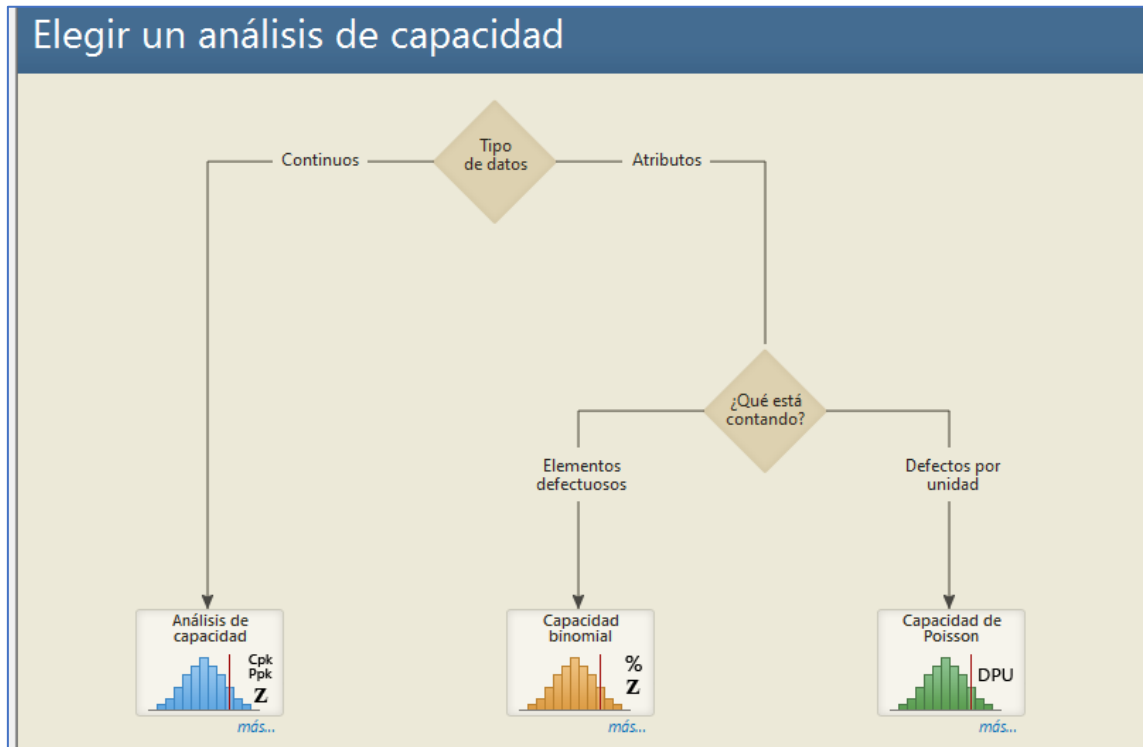 Elegir un análisis de capacidad
Tipo
de datos
Continuos
Atributos
¿Qué está
contando?
Elementos
defectuosos
Defectos por
unidad
Análisis de
capacidad
Cpk
Ppk
Z
más...
Capacidad
binomial
%
Z
más...
Capacidad de
Poisson
DPU
más...